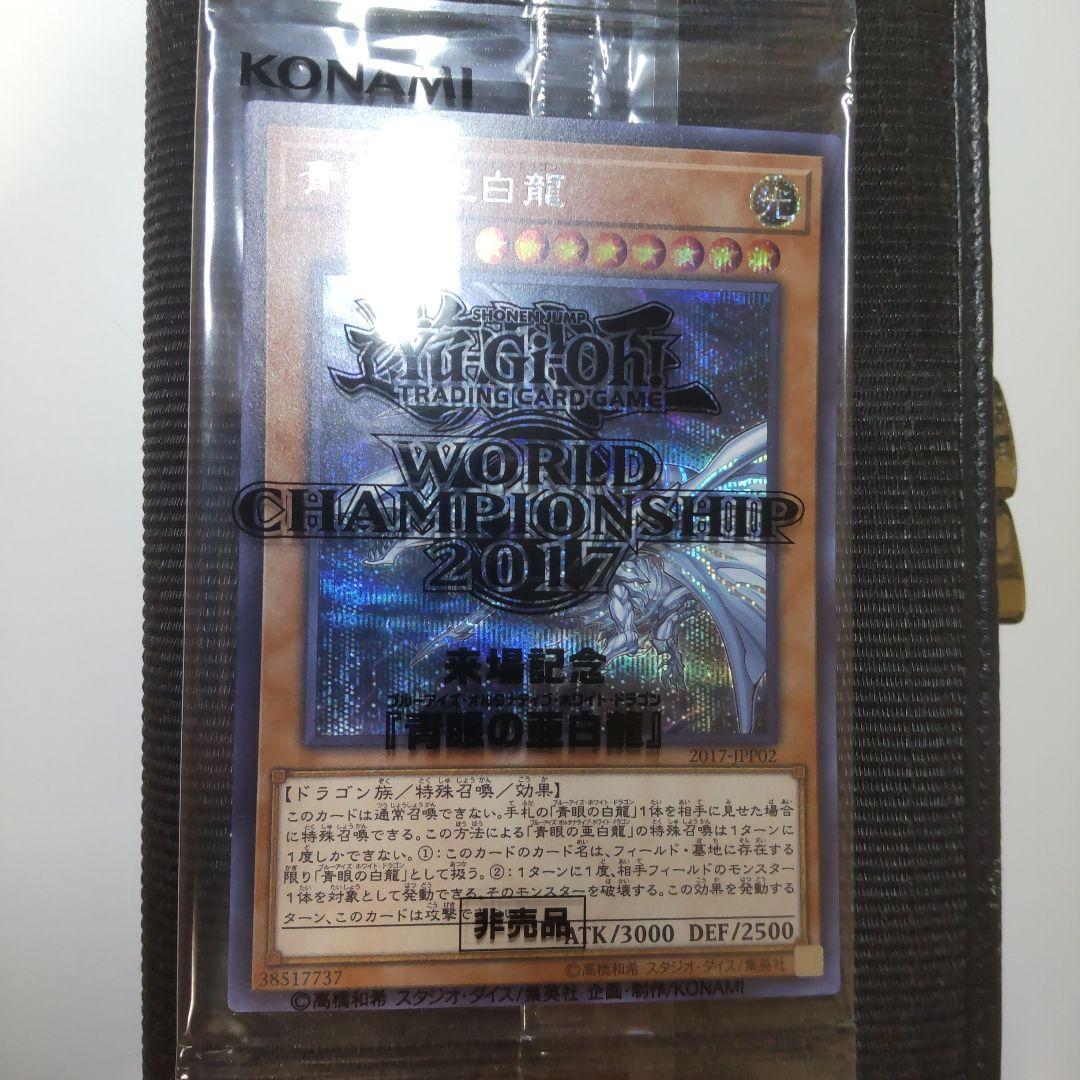 KONAMI
青 亜白龍
光
SHONEN JUMP
Yu-Gi-Oh!
TRADING CARD GAME
WORLD
CHAMPIONSHIP
2017
来場記念
ブルーアイズ・オルタナティブ・ホワイト・ドラゴン
『青眼の亜白龍』
2017-JPP02
【ドラゴン族/特殊召喚/効果】
このカードは通常召喚できない。手札の「青眼の白龍」1体を相手に見せた場合
に特殊召喚できる。この方法による「青眼の亜白龍」の特殊召喚は1ターンに
1度しかできない。①:このカードのカード名は、フィールド・墓地に存在する
限り「青眼の白龍」として扱う。②:1ターンに1度、相手フィールドのモンスター
1体を対象として発動できる。そのモンスターを破壊する。この効果を発動する
ターン、このカードは攻撃で
非売品
ATK/3000 DEF/2500
38517737
©高橋和希 スタジオ・ダイス/集英社
©高橋和希 スタジオ・ダイス/集英社 企画・制作/KONAMI